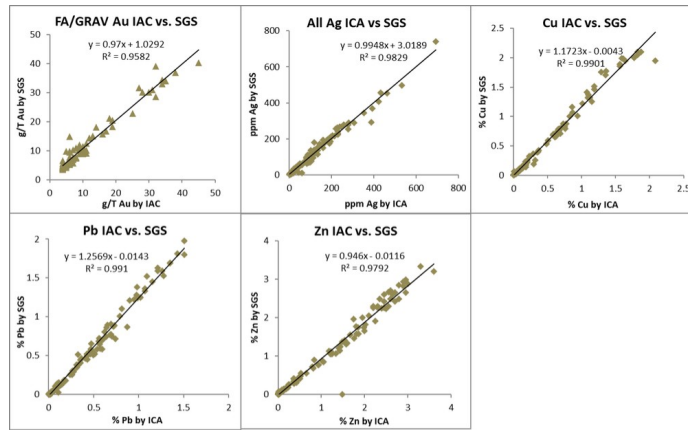 FA/GRAV Au IAC vs. SGS
y = 0.97x + 1.0292
R² = 0.9582
g/T Au by SGS
50
40
30
20
10
0
0 10 20 30 40 50
g/T Au by IAC
All Ag ICA vs SGS
y = 0.9948x + 3.0189
R² = 0.9829
ppm Ag by SGS
800
600
400
200
0
0 200 400 600 800
ppm Ag by ICA
Cu IAC vs. SGS
y = 1.1723x - 0.0043
R² = 0.9901
% Cu by SGS
2.5
2
1.5
1
0.5
0
0 0.5 1 1.5 2 2.5
% Cu by ICA
Pb IAC vs. SGS
y = 1.2569x - 0.0143
R² = 0.991
% Pb by SGS
2
1.5
1
0.5
0
0 0.5 1 1.5 2
% Pb by ICA
Zn IAC vs. SGS
y = 0.946x - 0.0116
R² = 0.9792
% Zn by SGS
4
3
2
1
0
0 1 2 3 4
% Zn by ICA